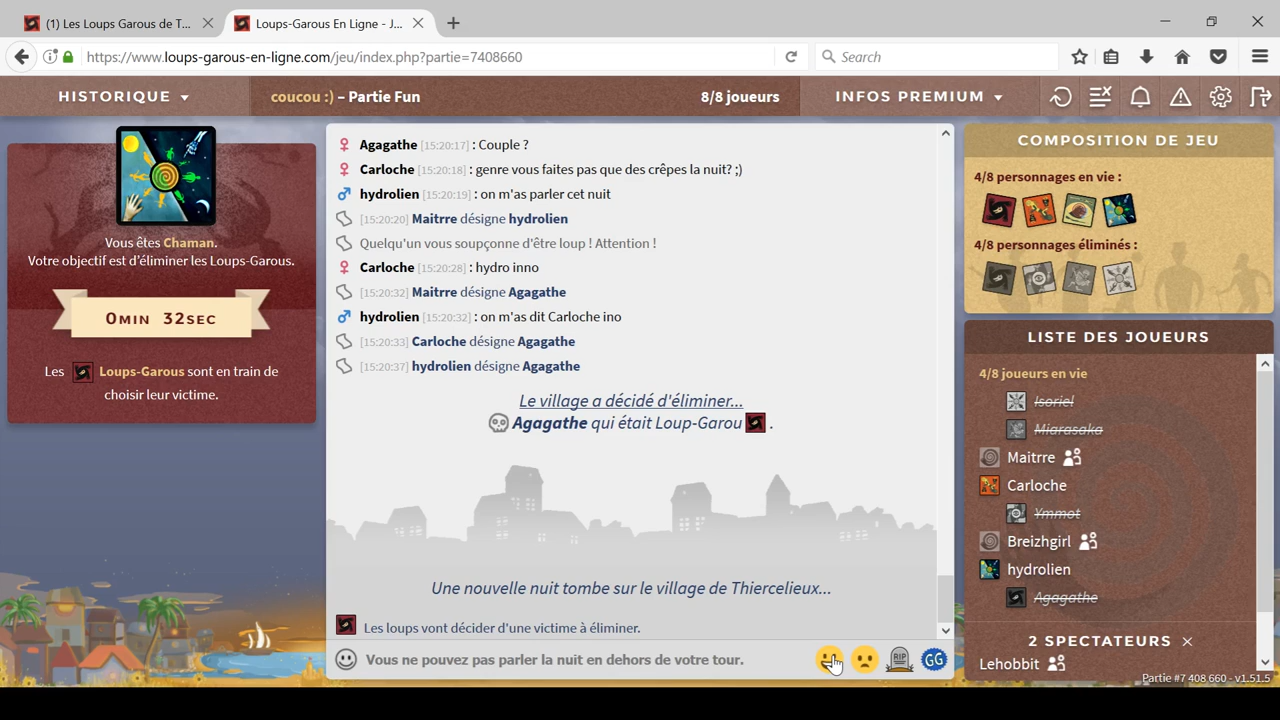 (1) Les Loups Garous de T...
Loups-Garous En Ligne - J...
https://www.loups-garous-en-ligne.com/jeu/index.php?partie=7408660
Search
HISTORIQUE
coucou :) – Partie Fun
8/8 joueurs
INFOS PREMIUM
Vous êtes Chaman.
Votre objectif est d'éliminer les Loups-Garous.
0MIN 32SEC
Les Loups-Garous sont en train de
choisir leur victime.
Agagathe [15:20:17] : Couple ?
Carloche [15:20:18] : genre vous faites pas que des crêpes la nuit? ;)
hydrolien [15:20:19] : on m'as parler cet nuit
[15:20:20] Maitrre désigne hydrolien
Quelqu'un vous soupçonne d'être loup ! Attention !
Carloche [15:20:28] : hydro inno
[15:20:32] Maitrre désigne Agagathe
hydrolien [15:20:32] : on m'as dit Carloche ino
[15:20:33] Carloche désigne Agagathe
[15:20:37] hydrolien désigne Agagathe
Le village a décidé d'éliminer...
Agagathe qui était Loup-Garou .
Une nouvelle nuit tombe sur le village de Thiercelieux...
Les loups vont décider d'une victime à éliminer.
Vous ne pouvez pas parler la nuit en dehors de votre tour.
RIP
GG
COMPOSITION DE JEU
4/8 personnages en vie :
4/8 personnages éliminés :
LISTE DES JOUEURS
4/8 joueurs en vie
Isoriel
Miarasaka
Maitrre
Carloche
Ymmot
Breizhgirl
hydrolien
Agagathe
2 SPECTATEURS
Lehobbit
Partie #7 408 660 - v1.51.5